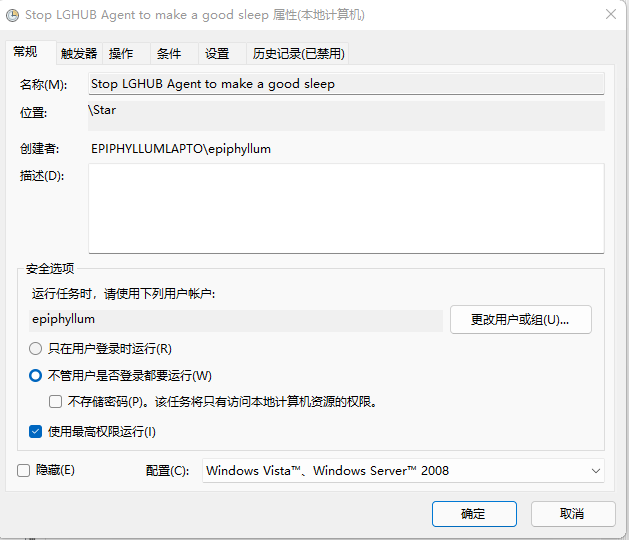 Stop LGHUB Agent to make a good sleep 属性(本地计算机)
常规 触发器 操作 条件 设置 历史记录(已禁用)
名称(M): Stop LGHUB Agent to make a good sleep
位置: \Star
创建者: EPIPHYLLUMLAPTO\epiphyllum
描述(D):
安全选项
运行任务时，请使用下列用户帐户:
epiphyllum 更改用户或组(U)...
只在用户登录时运行(R)
不管用户是否登录都要运行(W)
不存储密码(P)。该任务将只有访问本地计算机资源的权限。
使用最高权限运行(I)
隐藏(E) 配置(C): Windows Vista™、Windows Server™ 2008
确定 取消